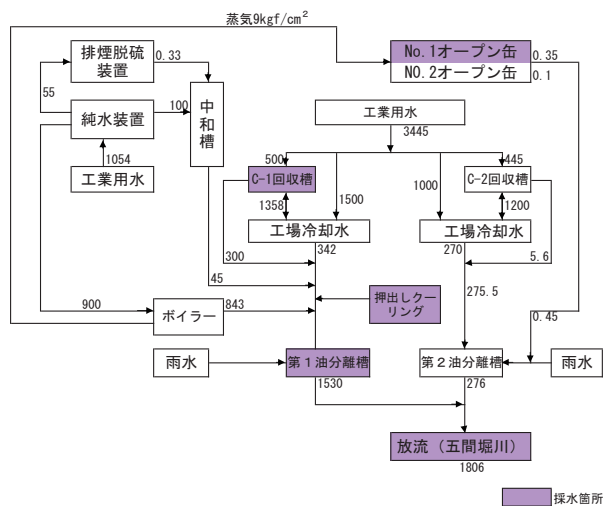 蒸気9kgf/cm²
排煙脱硫
装置
0.33
No.1オープン缶
0.35
NO.2オープン缶
0.1
55
純水装置
100
中和槽
工業用水
3445
1054
工業用水
500
445
C-1回収槽
C-2回収槽
1358
1500
1000
1200
工場冷却水
工場冷却水
300
342
270
5.6
45
押出しクー
リング
275.5
900
ボイラー
843
0.45
雨水
第1油分離槽
第2油分離槽
雨水
1530
276
放流（五間堀川）
1806
採水箇所